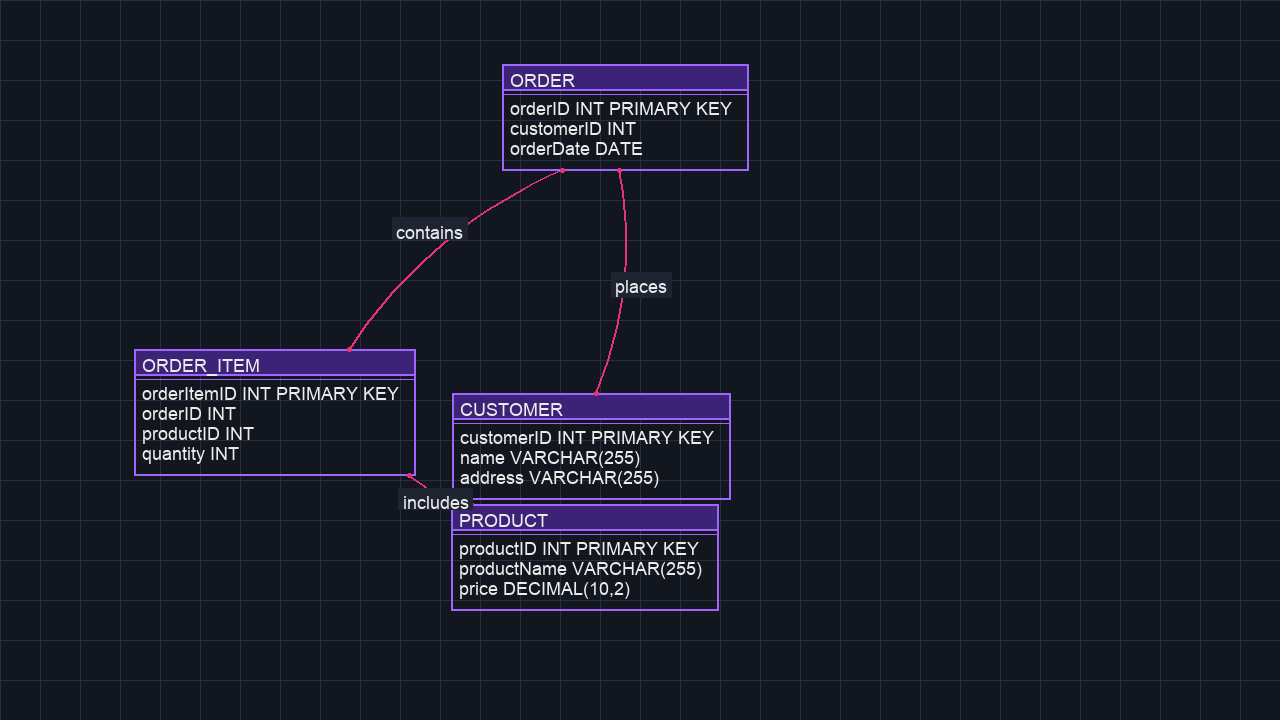 ORDER
orderID INT PRIMARY KEY
customerID INT
orderDate DATE
contains
places
ORDER_ITEM
orderItemID INT PRIMARY KEY
orderID INT
productID INT
quantity INT
CUSTOMER
customerID INT PRIMARY KEY
name VARCHAR(255)
address VARCHAR(255)
includes
PRODUCT
productID INT PRIMARY KEY
productName VARCHAR(255)
price DECIMAL(10,2)